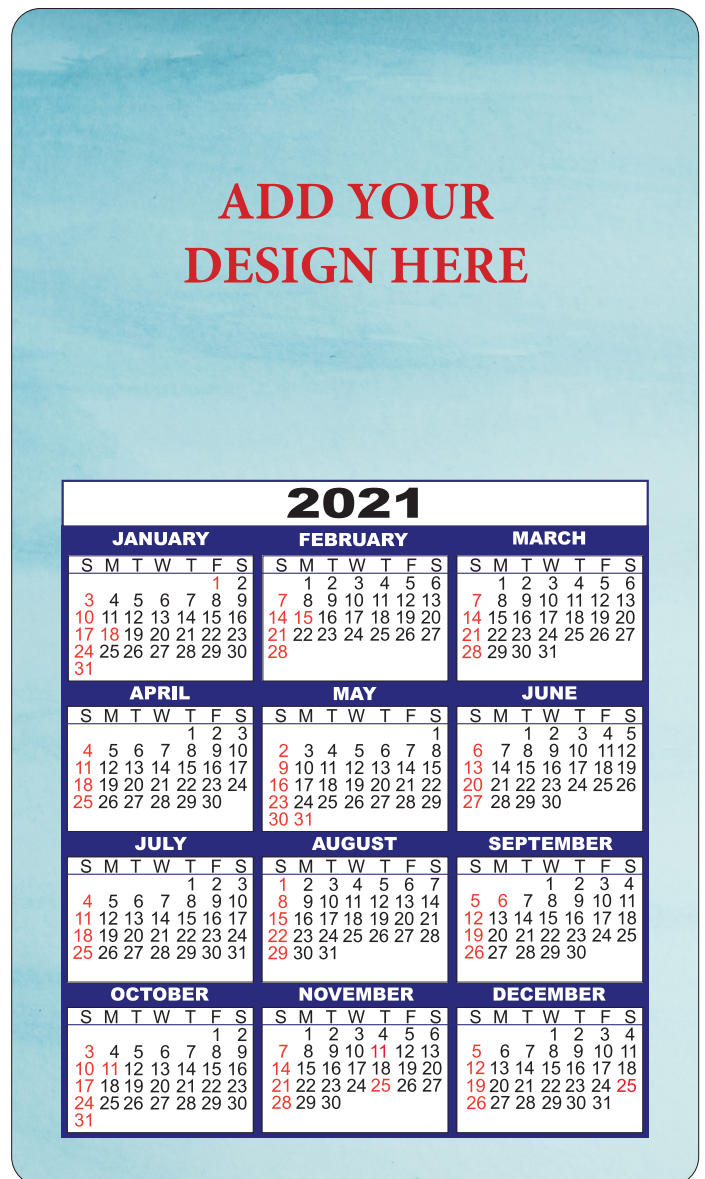 ADD YOUR
DESIGN HERE
2021
JANUARY
S M T W T F S
1 2
3 4 5 6 7 8 9
10 11 12 13 14 15 16
17 18 19 20 21 22 23
24 25 26 27 28 29 30
31
FEBRUARY
S M T W T F S
1 2 3 4 5 6
7 8 9 10 11 12 13
14 15 16 17 18 19 20
21 22 23 24 25 26 27
28
MARCH
S M T W T F S
1 2 3 4 5 6
7 8 9 10 11 12 13
14 15 16 17 18 19 20
21 22 23 24 25 26 27
28 29 30 31
APRIL
S M T W T F S
1 2 3
4 5 6 7 8 9 10
11 12 13 14 15 16 17
18 19 20 21 22 23 24
25 26 27 28 29 30
MAY
S M T W T F S
1
2 3 4 5 6 7 8
9 10 11 12 13 14 15
16 17 18 19 20 21 22
23 24 25 26 27 28 29
30 31
JUNE
S M T W T F S
1 2 3 4 5
6 7 8 9 10 11 12
13 14 15 16 17 18 19
20 21 22 23 24 25 26
27 28 29 30
JULY
S M T W T F S
1 2 3
4 5 6 7 8 9 10
11 12 13 14 15 16 17
18 19 20 21 22 23 24
25 26 27 28 29 30 31
AUGUST
S M T W T F S
1 2 3 4 5 6 7
8 9 10 11 12 13 14
15 16 17 18 19 20 21
22 23 24 25 26 27 28
29 30 31
SEPTEMBER
S M T W T F S
1 2 3 4
5 6 7 8 9 10 11
12 13 14 15 16 17 18
19 20 21 22 23 24 25
26 27 28 29 30
OCTOBER
S M T W T F S
1 2
3 4 5 6 7 8 9
10 11 12 13 14 15 16
17 18 19 20 21 22 23
24 25 26 27 28 29 30
31
NOVEMBER
S M T W T F S
1 2 3 4 5 6
7 8 9 10 11 12 13
14 15 16 17 18 19 20
21 22 23 24 25 26 27
28 29 30
DECEMBER
S M T W T F S
1 2 3 4
5 6 7 8 9 10 11
12 13 14 15 16 17 18
19 20 21 22 23 24 25
26 27 28 29 30 31